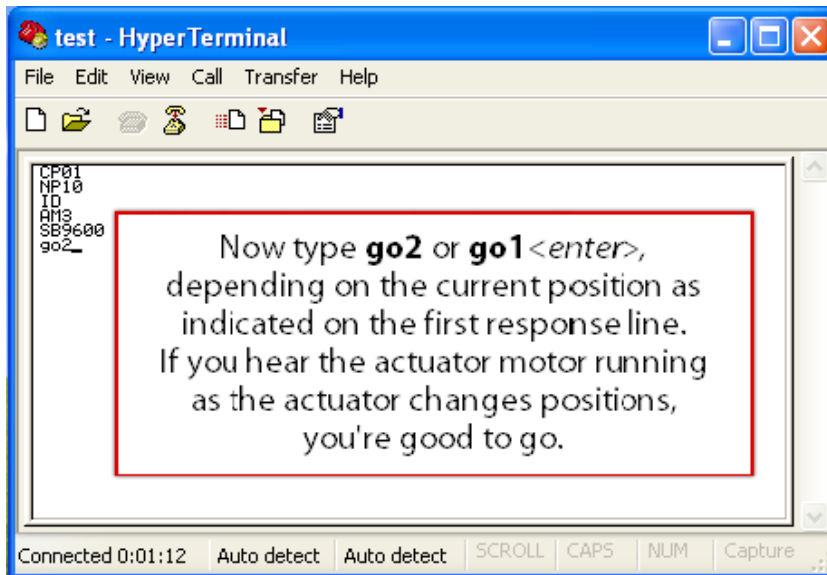 test - HyperTerminal
File Edit View Call Transfer Help
CP01
NP10
ID
AM3
SB9600
go2_
Now type go2 or go1<enter>,
depending on the current position as
indicated on the first response line.
If you hear the actuator motor running
as the actuator changes positions,
you're good to go.
Connected 0:01:12 Auto detect Auto detect SCROLL CAPS NUM Capture